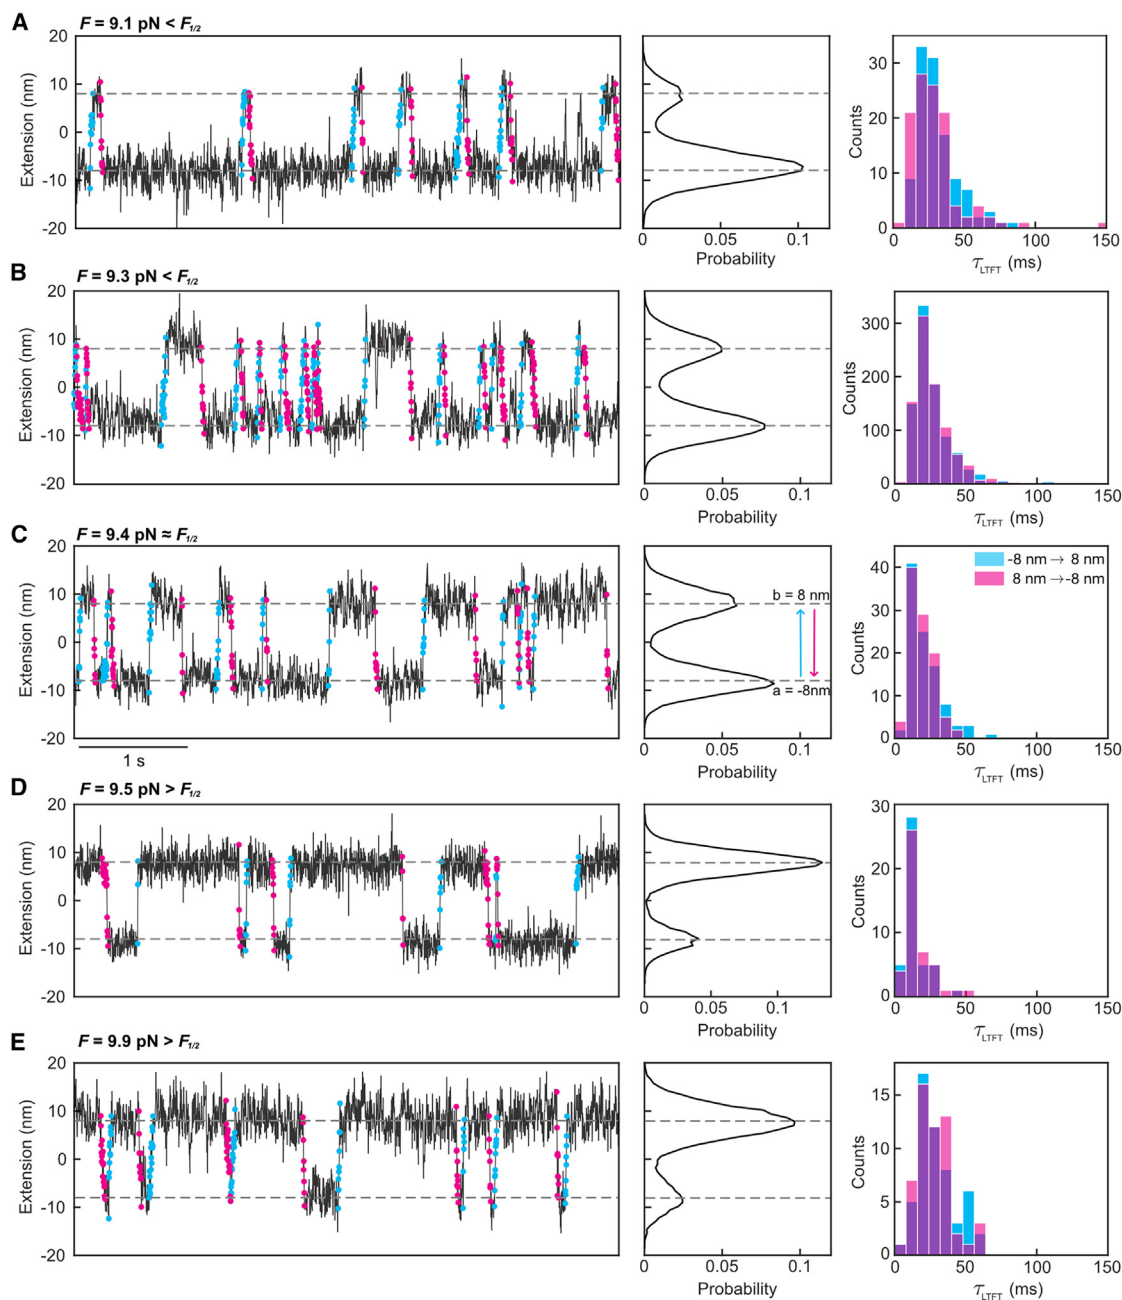 A
F = 9.1 pN < F1/2
20
10
0
-10
-20
Extension (nm)
0 0.05 0.1
Probability
30
20
10
0
Counts
0 50 100 150
τLTFT (ms)
B
F = 9.3 pN < F1/2
20
10
0
-10
-20
Extension (nm)
0 0.05 0.1
Probability
300
200
100
0
Counts
0 50 100 150
τLTFT (ms)
C
F = 9.4 pN ≈ F1/2
20
10
0
-10
-20
Extension (nm)
1 s
b = 8 nm
a = -8nm
0 0.05 0.1
Probability
-8 nm → 8 nm
8 nm → -8 nm
40
30
20
10
0
Counts
0 50 100 150
τLTFT (ms)
D
F = 9.5 pN > F1/2
20
10
0
-10
-20
Extension (nm)
0 0.05 0.1
Probability
30
20
10
0
Counts
0 50 100 150
τLTFT (ms)
E
F = 9.9 pN > F1/2
20
10
0
-10
-20
Extension (nm)
0 0.05 0.1
Probability
15
10
5
0
Counts
0 50 100 150
τLTFT (ms)